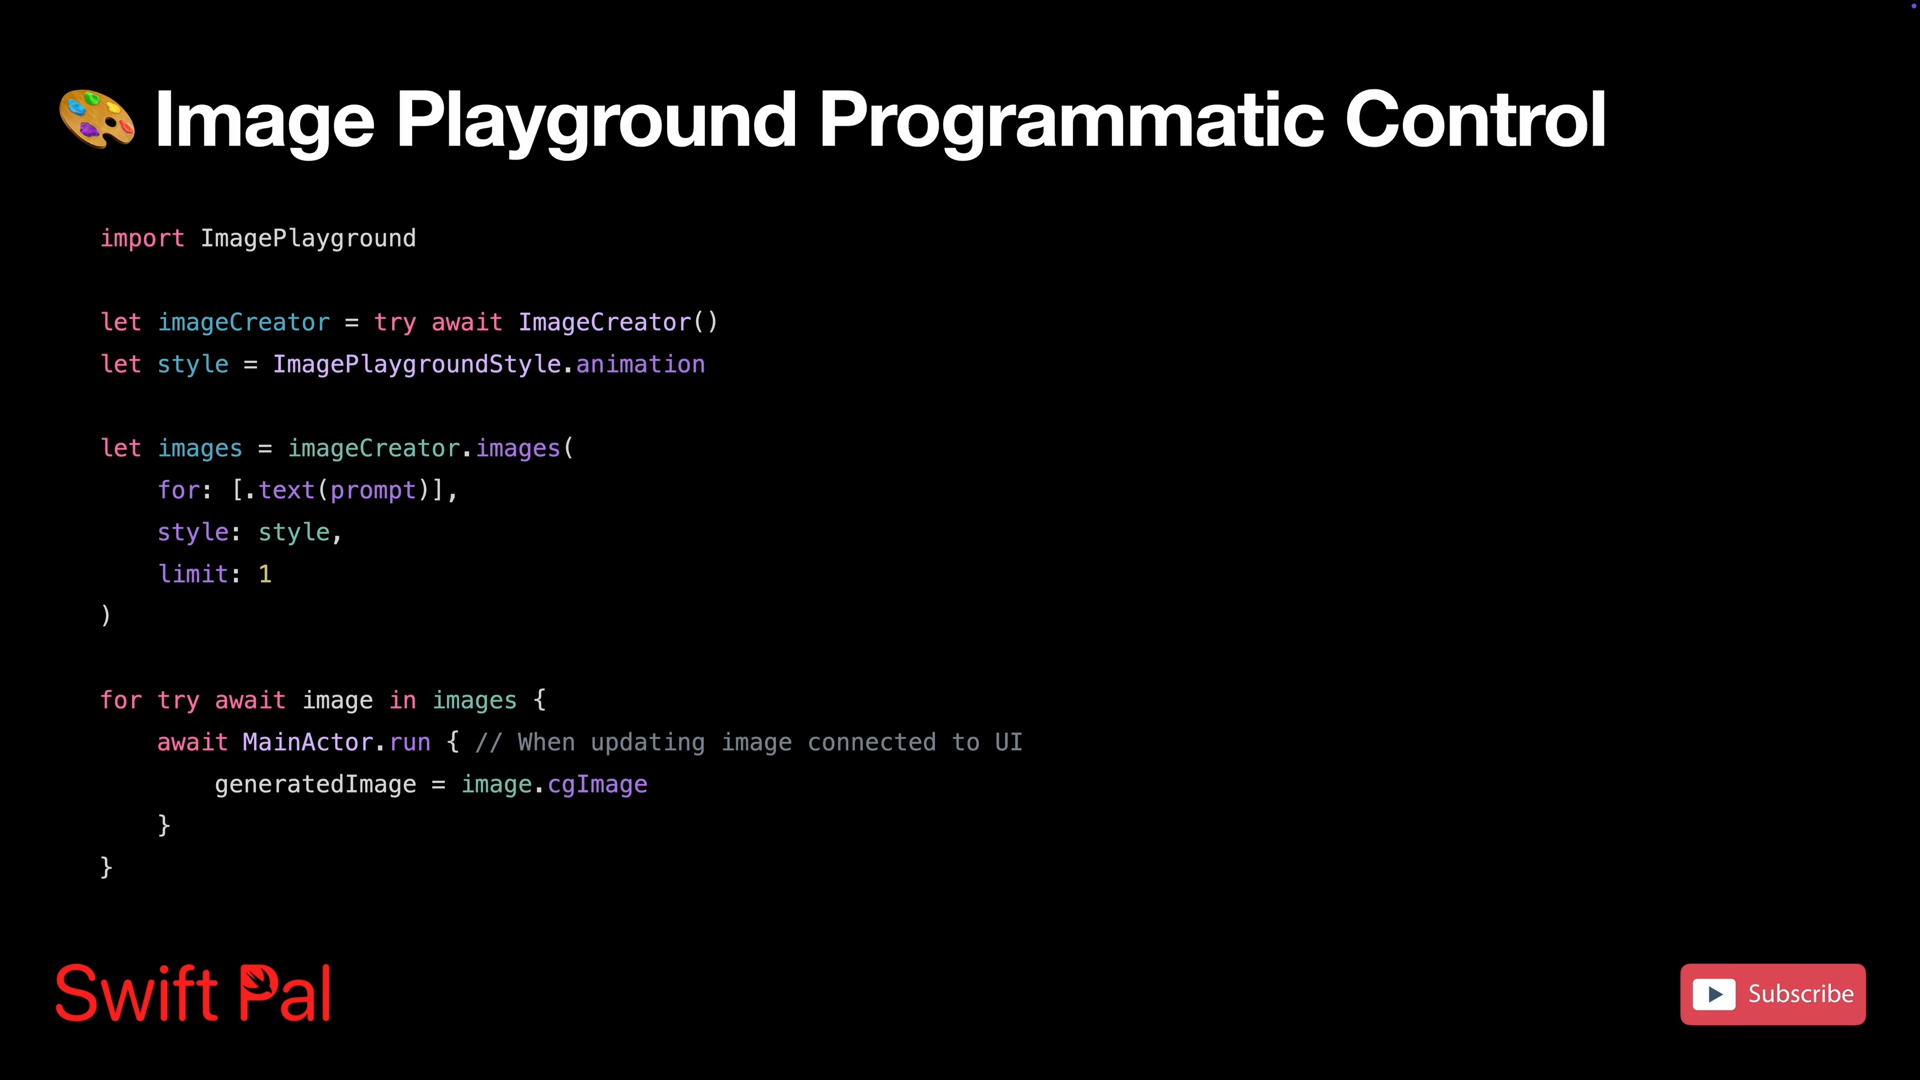 🎨 Image Playground Programmatic Control
import ImagePlayground
let imageCreator = try await ImageCreator()
let style = ImagePlaygroundStyle.animation
let images = imageCreator.images(
    for: [.text(prompt)],
    style: style,
    limit: 1
)
for try await image in images {
    await MainActor.run { // When updating image connected to UI
        generatedImage = image.cgImage
    }
}
Swift Pal
Subscribe